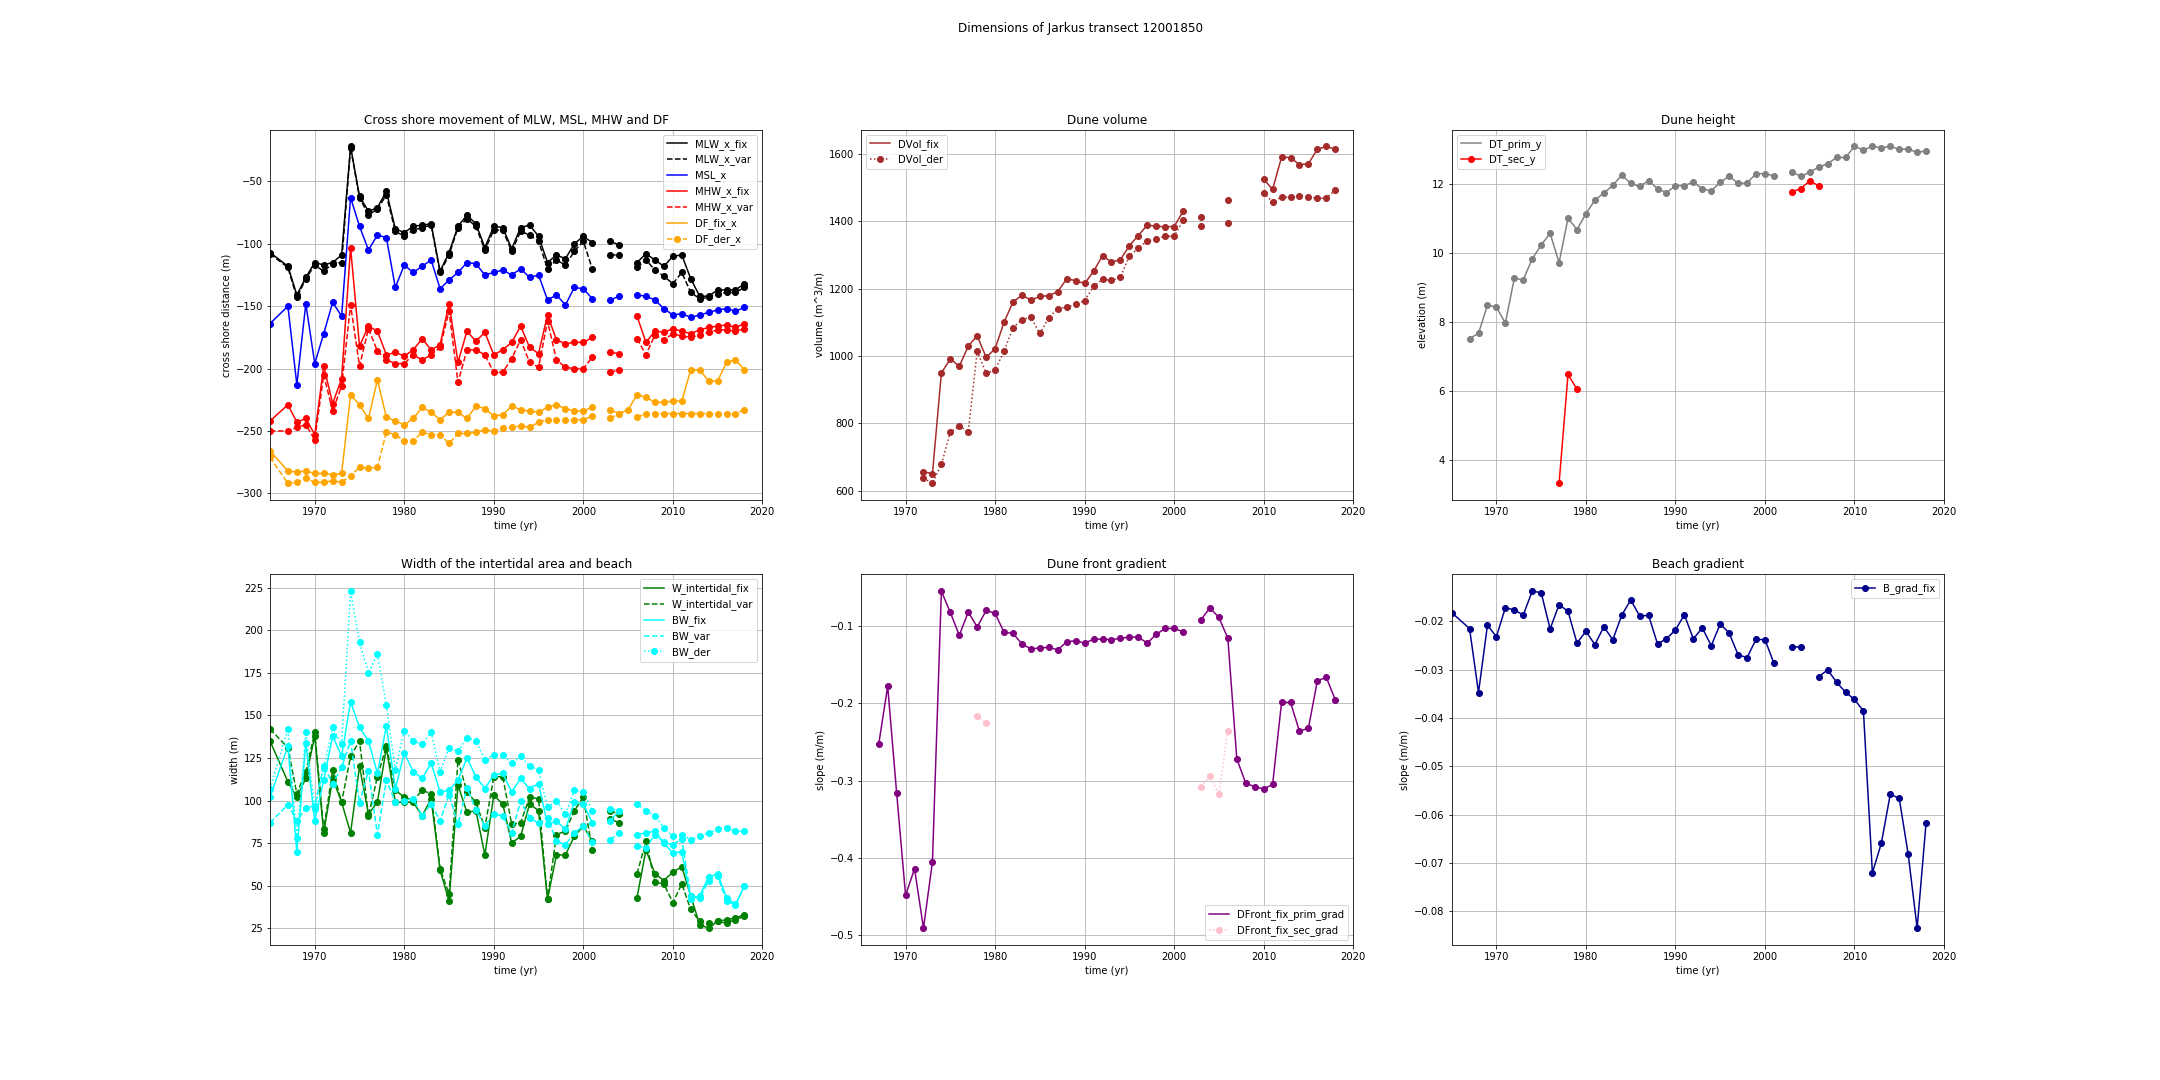 Dimensions of Jarkus transect 12001850
Cross shore movement of MLW, MSL, MHW and DF
MLW_x_fix
MLW_x_var
MSL_x
MHW_x_fix
MHW_x_var
DF_fix_x
DF_der_x
cross shore distance (m)
−50
−100
−150
−200
−250
−300
1970
1980
1990
2000
2010
2020
time (yr)
Dune volume
DVol_fix
DVol_der
volume (m^3/m)
1600
1400
1200
1000
800
600
1970
1980
1990
2000
2010
2020
time (yr)
Dune height
DT_prim_y
DT_sec_y
elevation (m)
12
10
8
6
4
1970
1980
1990
2000
2010
2020
time (yr)
Width of the intertidal area and beach
W_intertidal_fix
W_intertidal_var
BW_fix
BW_var
BW_der
width (m)
225
200
175
150
125
100
75
50
25
1970
1980
1990
2000
2010
2020
time (yr)
Dune front gradient
slope (m/m)
−0.1
−0.2
−0.3
−0.4
−0.5
DFront_fix_prim_grad
DFront_fix_sec_grad
1970
1980
1990
2000
2010
2020
time (yr)
Beach gradient
B_grad_fix
slope (m/m)
−0.02
−0.03
−0.04
−0.05
−0.06
−0.07
−0.08
1970
1980
1990
2000
2010
2020
time (yr)